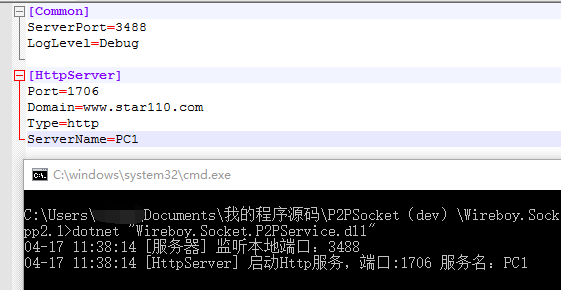 [Common]
ServerPort=3488
LogLevel=Debug
[HttpServer]
Port=1706
Domain=www.star110.com
Type=http
ServerName=PC1
C:\windows\system32\cmd.exe
C:\Users\ Documents\我的程序源码\P2PSocket（dev）\Wireboy.Sock
pp2.1>dotnet "Wireboy.Socket.P2PService.dll"
04-17 11:38:14 [服务器] 监听本地端口：3488
04-17 11:38:14 [HttpServer] 启动Http服务，端口:1706 服务名：PC1